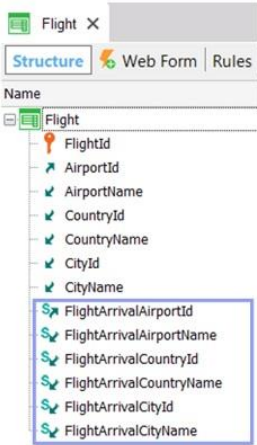 Flight
Structure Web Form Rules
Name
Flight
FlightId
AirportId
AirportName
CountryId
CountryName
CityId
CityName
FlightArrivalAirportId
FlightArrivalAirportName
FlightArrivalCountryId
FlightArrivalCountryName
FlightArrivalCityId
FlightArrivalCityName